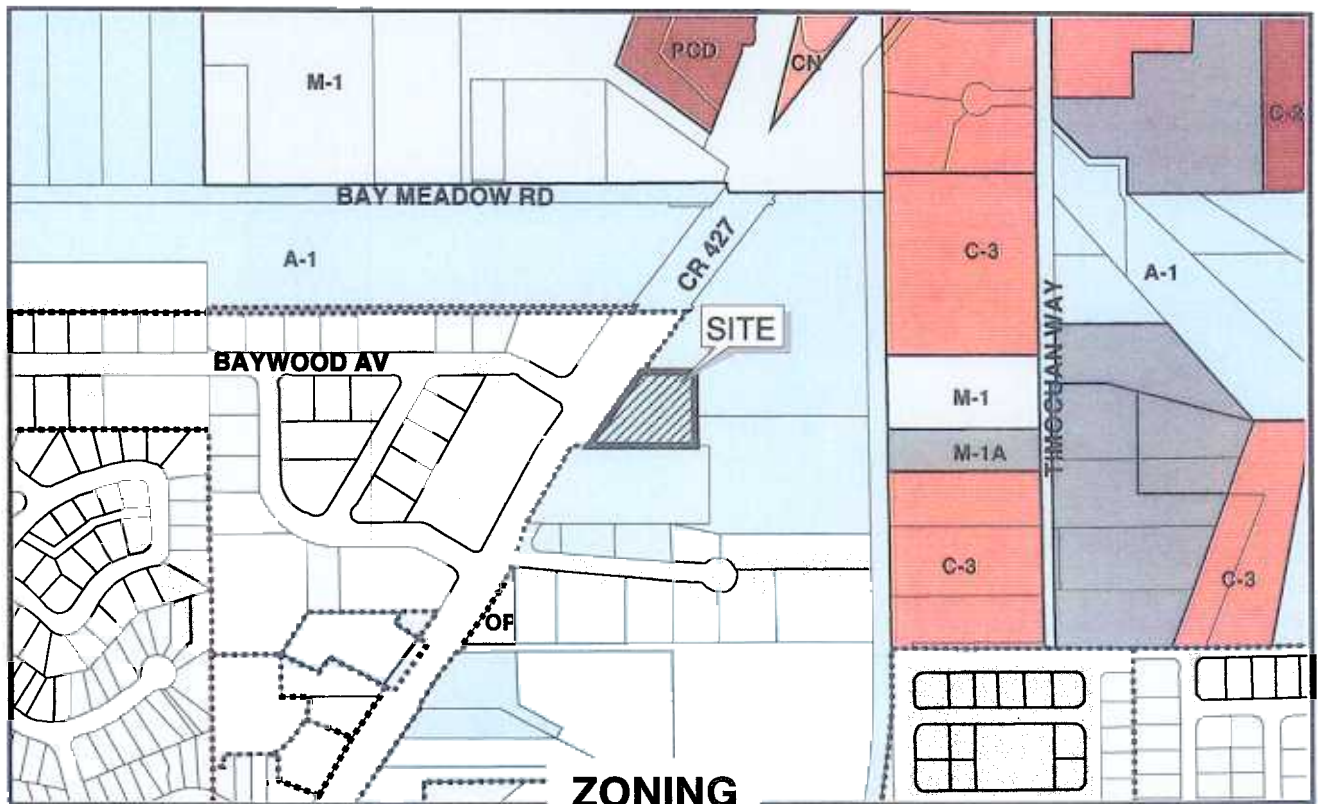 PCD
CN
M-1
C-2
BAY MEADOW RD
CR 427
C-3
A-1
A-1
SITE
BAYWOOD AV
TIMOCUAN WAY
M-1
M-1A
C-3
C-3
OP
ZONING